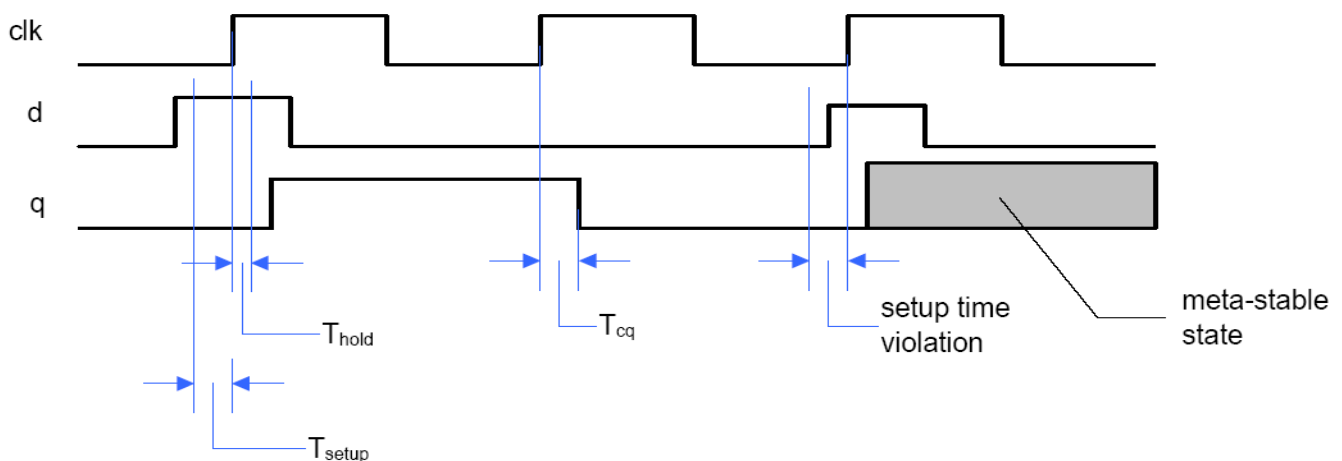 clk
d
q
T_hold
T_cq
setup time
violation
meta-stable
state
T_setup